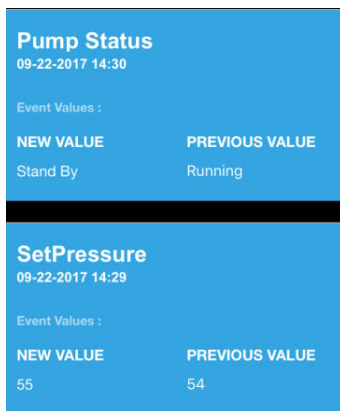 Pump Status
09-22-2017 14:30
Event Values :
NEW VALUE PREVIOUS VALUE
Stand By Running
SetPressure
09-22-2017 14:29
Event Values :
NEW VALUE PREVIOUS VALUE
55 54